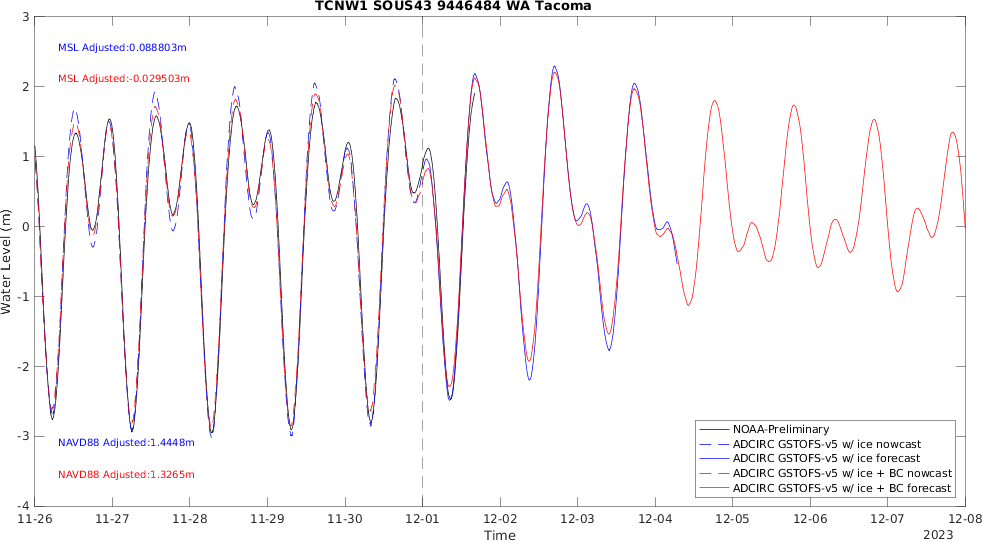 TCNW1 SOUS43 9446484 WA Tacoma
3
MSL Adjusted:0.088803m
MSL Adjusted:-0.029503m
2
1
0
-1
-2
-3
-4
Water Level (m)
NAVD88 Adjusted:1.4448m
NAVD88 Adjusted:1.3265m
NOAA-Preliminary
ADCIRC GSTOFS-v5 w/ ice nowcast
ADCIRC GSTOFS-v5 w/ ice forecast
ADCIRC GSTOFS-v5 w/ ice + BC nowcast
ADCIRC GSTOFS-v5 w/ ice + BC forecast
11-26 11-27 11-28 11-29 11-30 12-01 12-02 12-03 12-04 12-05 12-06 12-07 12-08
Time
2023